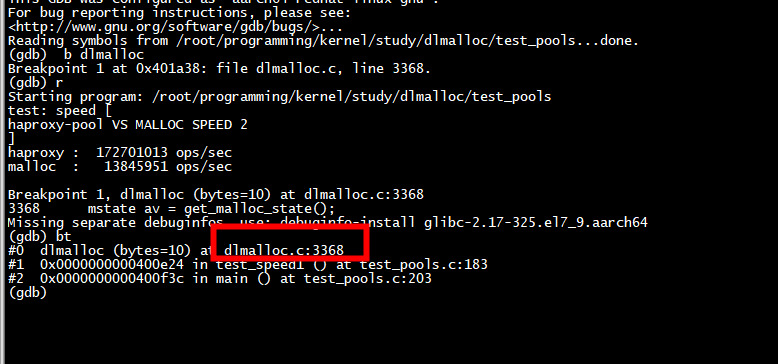 This GDB was configured as "aarch64-redhat-linux-gnu".
For bug reporting instructions, please see:
<http://www.gnu.org/software/gdb/bugs/>...
Reading symbols from /root/programming/kernel/study/dlmalloc/test_pools...done.
(gdb)  b dlmalloc
Breakpoint 1 at 0x401a38: file dlmalloc.c, line 3368.
(gdb) r
Starting program: /root/programming/kernel/study/dlmalloc/test_pools
test: speed [
haproxy-pool VS MALLOC SPEED 2
]
haproxy :  172701013 ops/sec
malloc  :   13845951 ops/sec
Breakpoint 1, dlmalloc (bytes=10) at dlmalloc.c:3368
3368      mstate av = get_malloc_state();
Missing separate debuginfos, use: debuginfo-install glibc-2.17-325.el7_9.aarch64
(gdb) bt
#0  dlmalloc (bytes=10) at dlmalloc.c:3368
#1  0x0000000000400e24 in test_speed1 () at test_pools.c:183
#2  0x0000000000400f3c in main () at test_pools.c:203
(gdb)